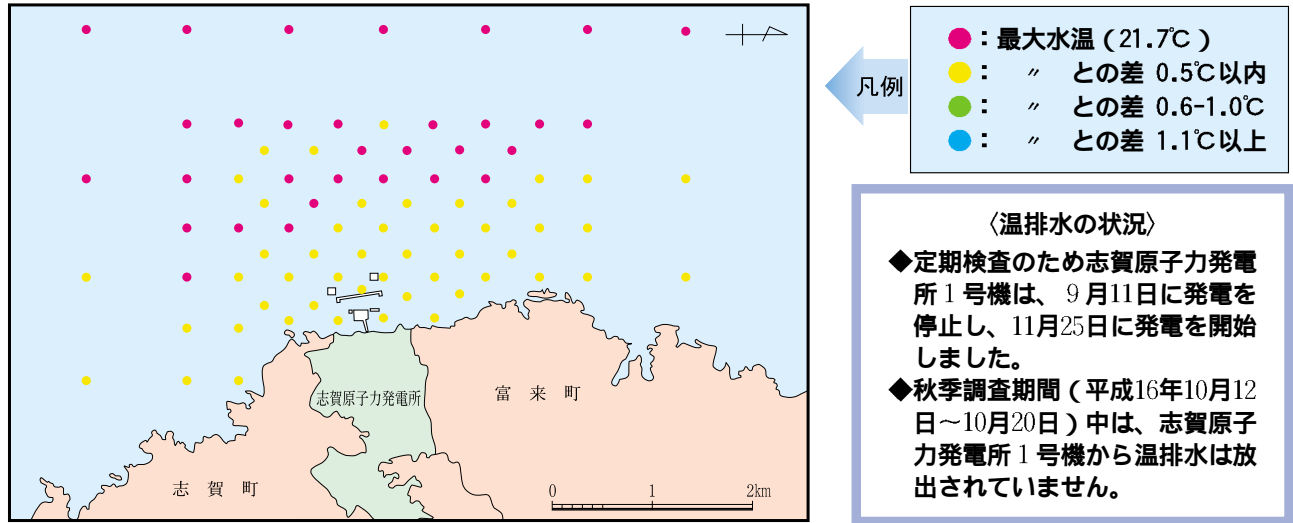 凡例
●：最大水温（21.7℃）
●：　〃　との差 0.5℃以内
●：　〃　との差 0.6-1.0℃
●：　〃　との差 1.1℃以上
〈温排水の状況〉
◆定期検査のため志賀原子力発電
所１号機は、９月11日に発電を
停止し、11月25日に発電を開始
しました。
◆秋季調査期間（平成16年10月12
日～10月20日）中は、志賀原子
力発電所１号機から温排水は放
出されていません。
志賀原子力発電所
富来町
志賀町
0 1 2km